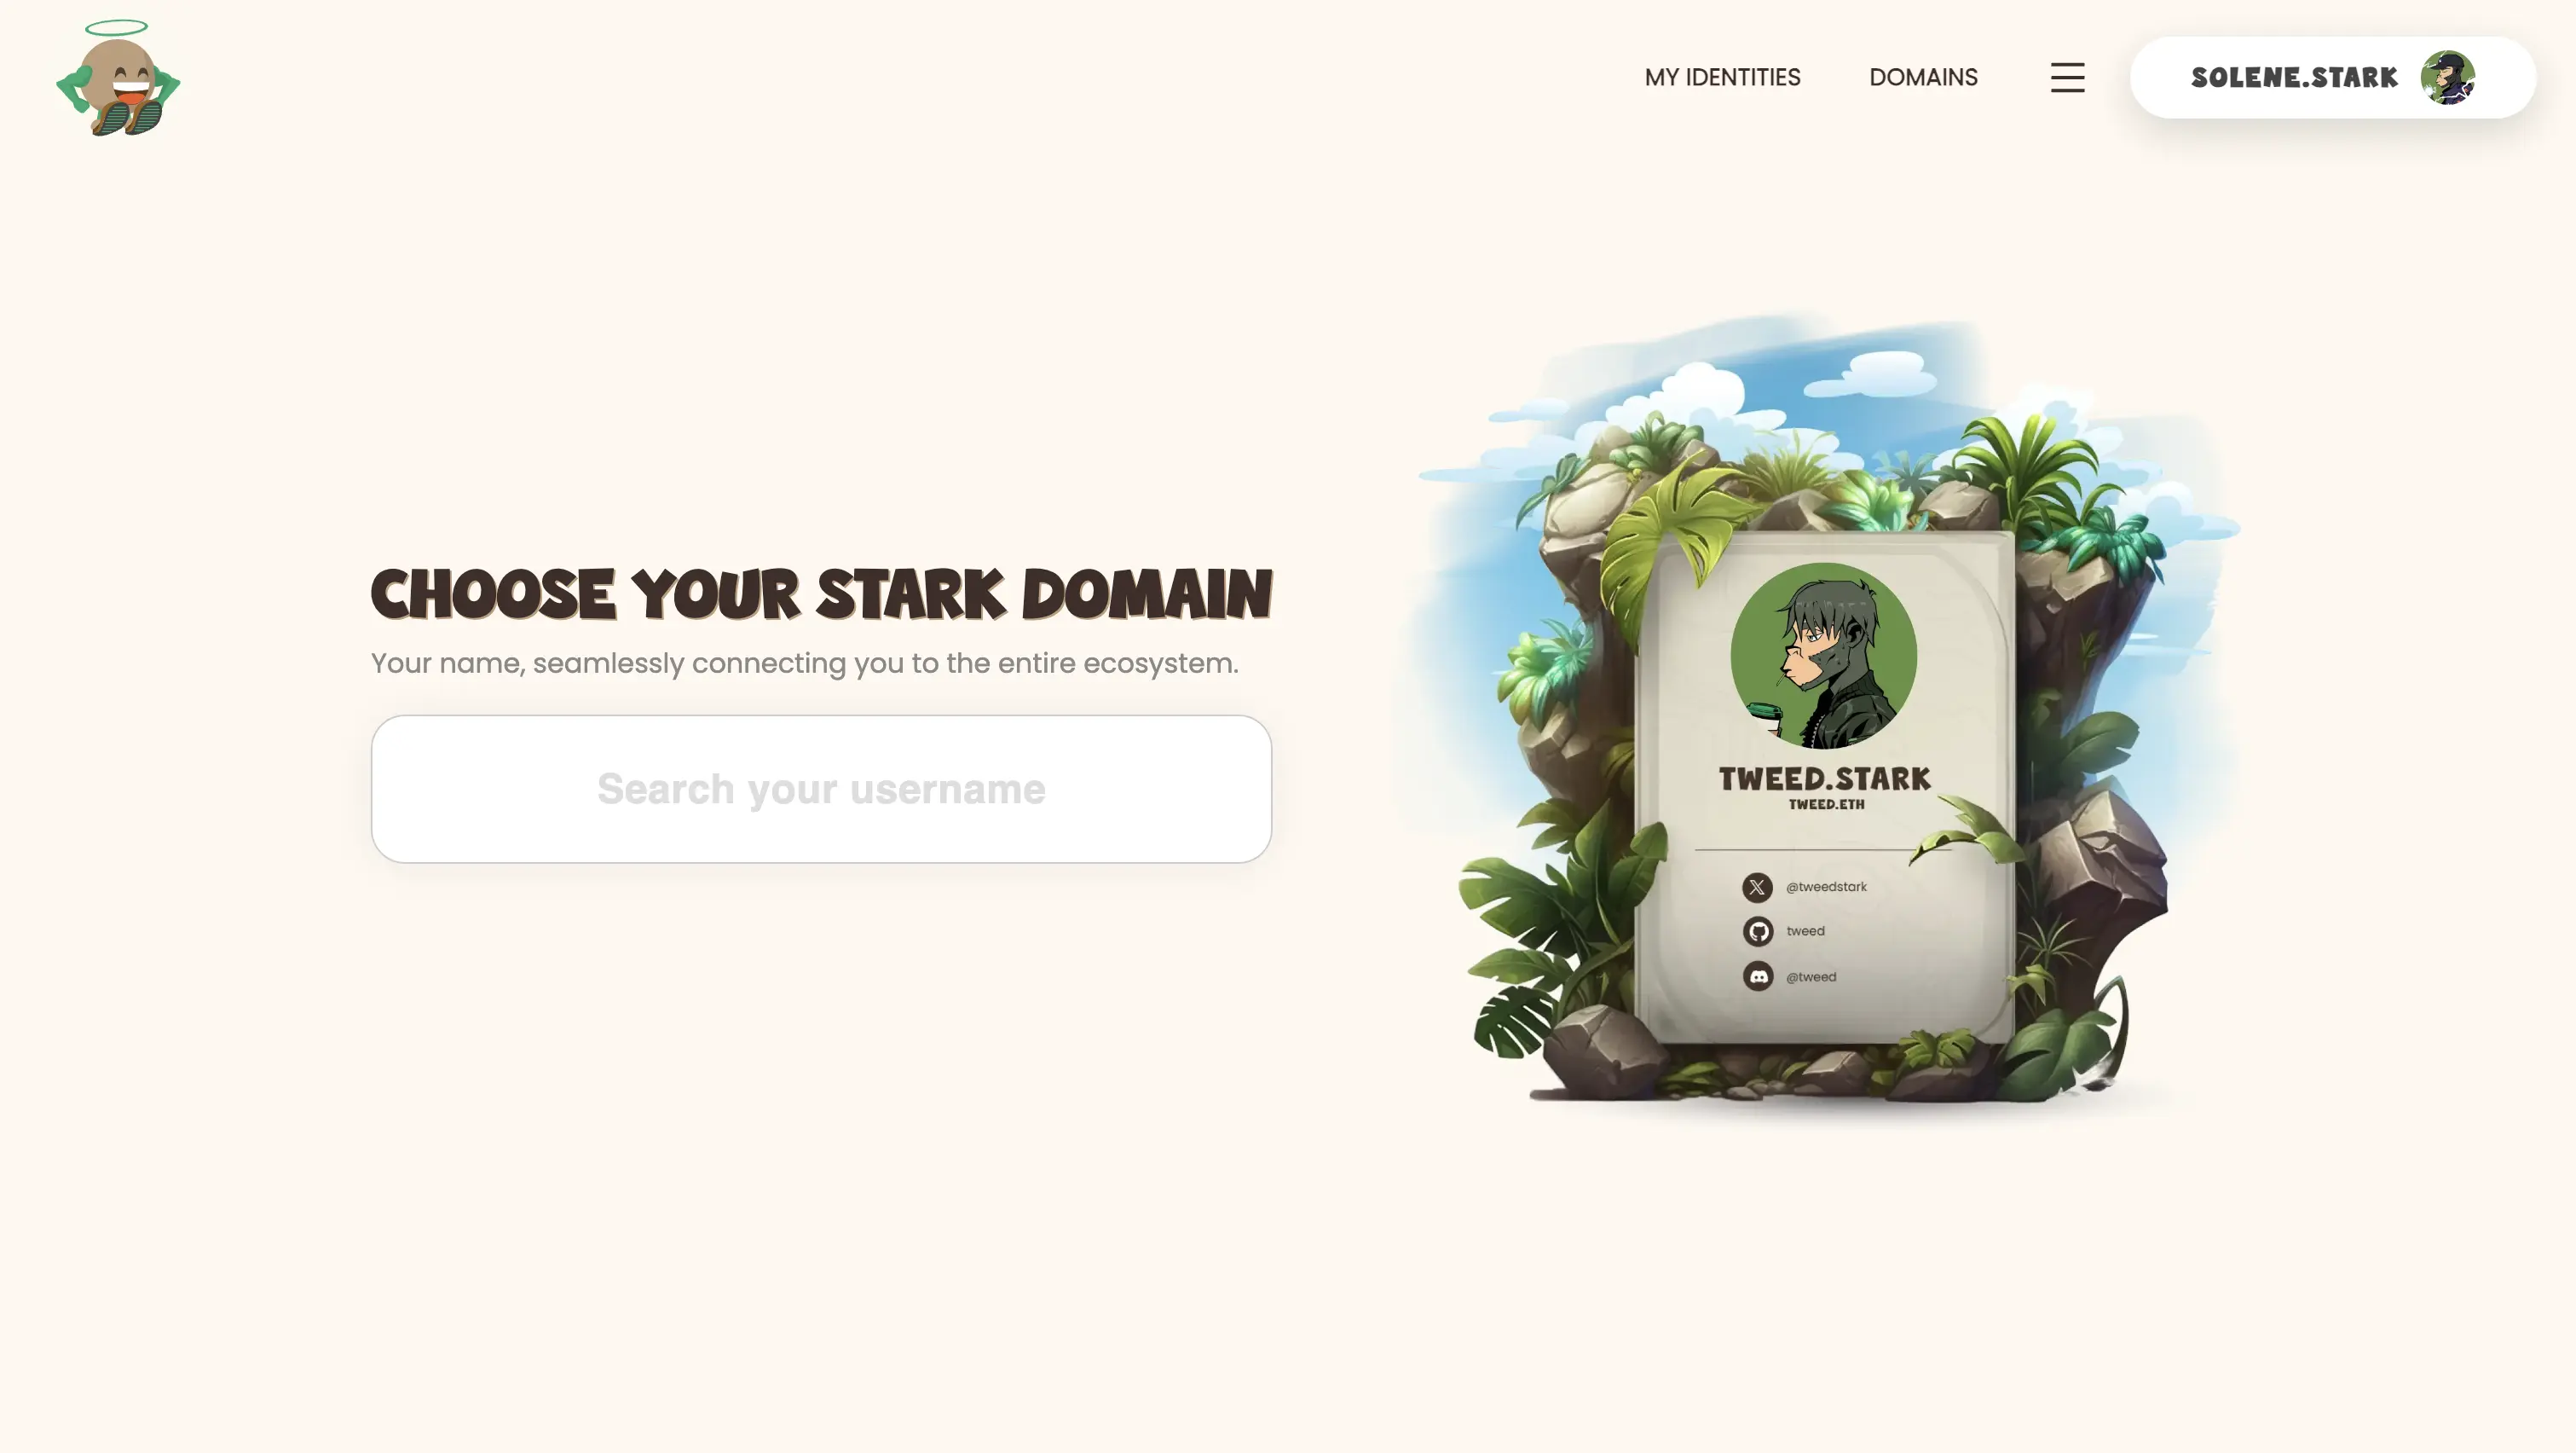 MY IDENTITIES
DOMAINS
SOLENE.STARK
CHOOSE YOUR STARK DOMAIN
Your name, seamlessly connecting you to the entire ecosystem.
Search your username
TWEED.STARK
TWEED.ETH
@tweedstark
tweed
@tweed